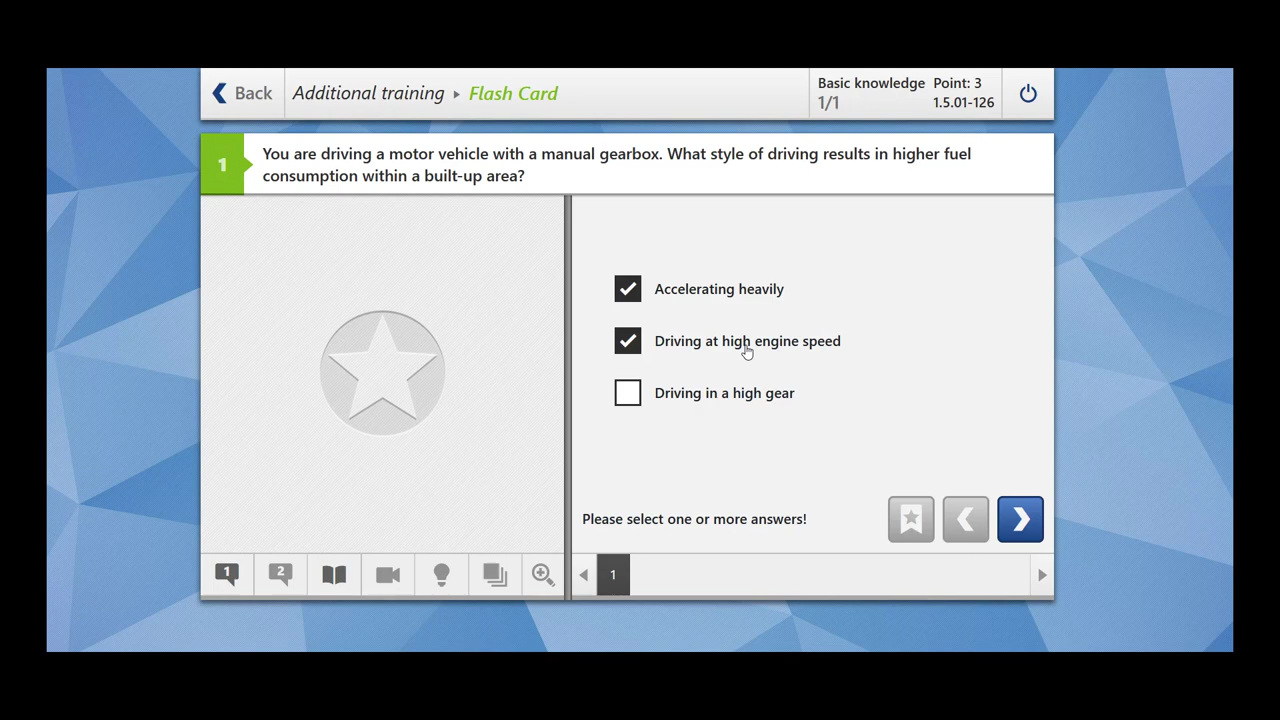 Back
Additional training ▸ Flash Card
Basic knowledge Point: 3
1/1 1.5.01-126
1
You are driving a motor vehicle with a manual gearbox. What style of driving results in higher fuel
consumption within a built-up area?
Accelerating heavily
Driving at high engine speed
Driving in a high gear
Please select one or more answers!
1
2
1